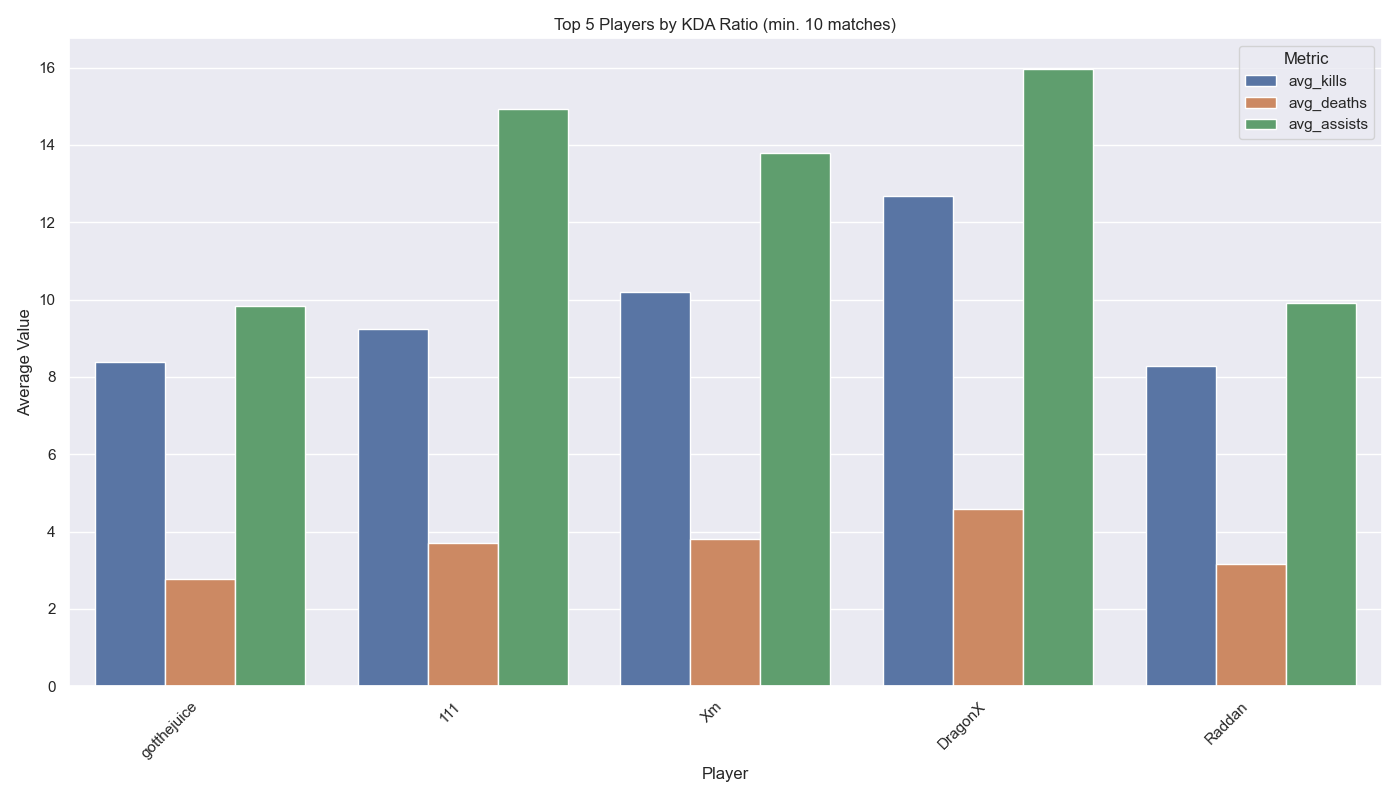 Top 5 Players by KDA Ratio (min. 10 matches)
Metric
avg_kills
avg_deaths
avg_assists
Average Value
16
14
12
10
8
6
4
2
0
gotthejuice
111
Xm
DragonX
Raddan
Player